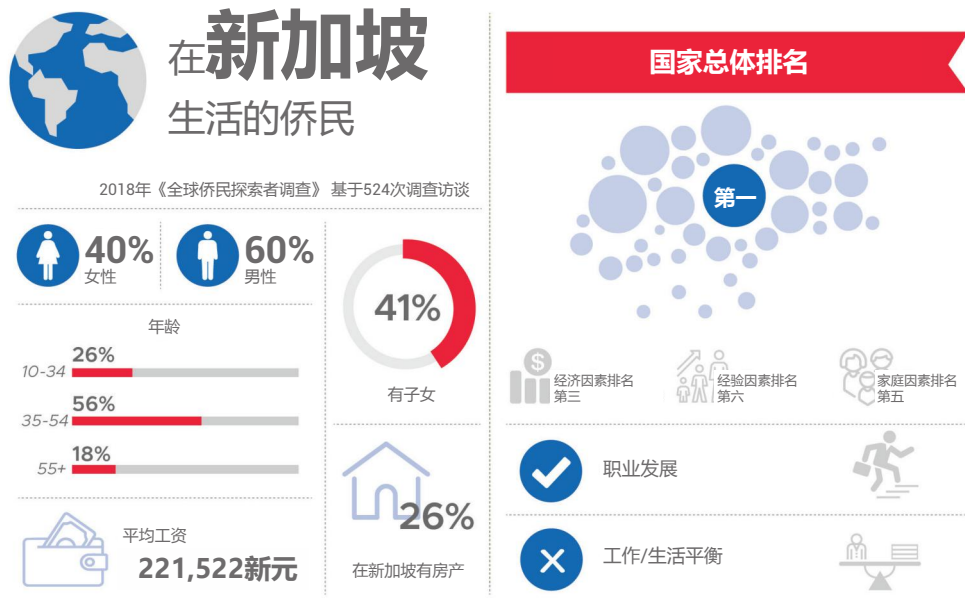 在新加坡
生活的侨民
2018年《全球侨民探索者调查》 基于524次调查访谈
40%
女性
60%
男性
年龄
10-34
26%
35-54
56%
55+
18%
平均工资
221,522新元
41%
有子女
26%
在新加坡有房产
国家总体排名
第一
$
经济因素排名
第三
经验因素排名
第六
家庭因素排名
第五
职业发展
工作/生活平衡